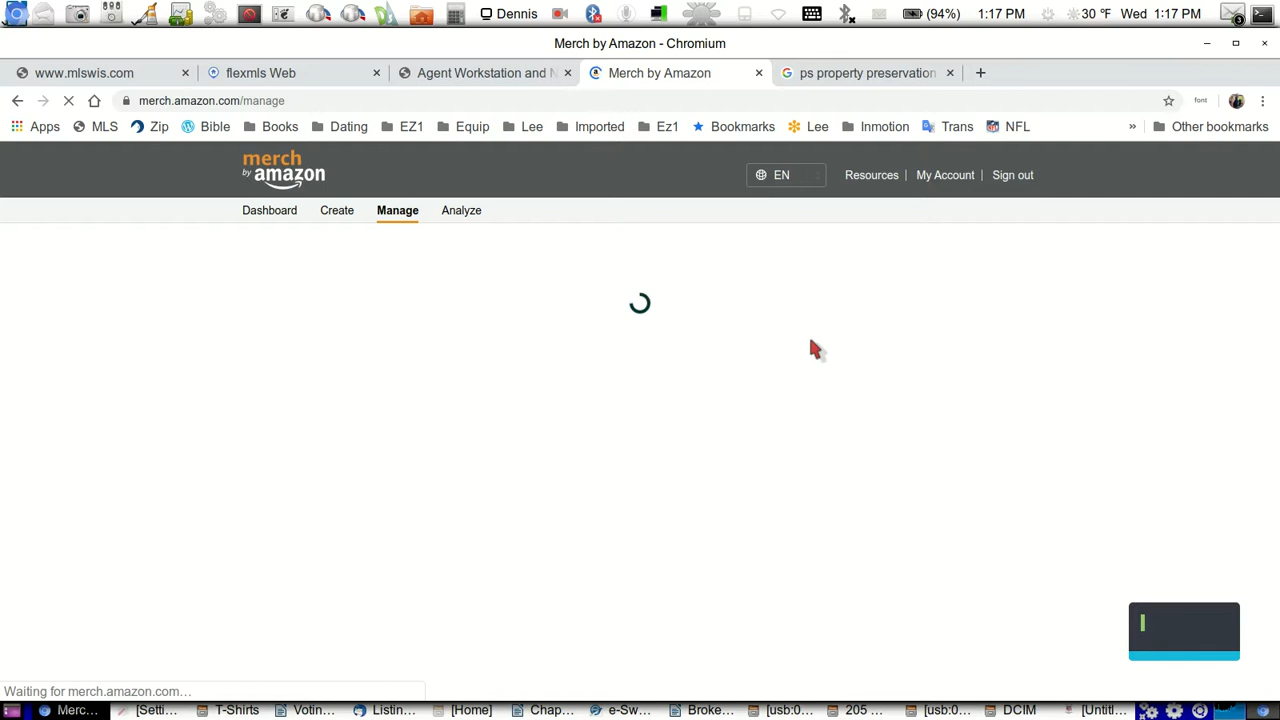 Dennis (94%) 1:17 PM 30 °F Wed 1:17 PM
3
Merch by Amazon - Chromium
www.mlswis.com flexmls Web Agent Workstation and N Merch by Amazon ps property preservation
merch.amazon.com/manage font
Apps MLS Zip Bible Books Dating EZ1 Equip Lee Imported Ez1 Bookmarks Lee Inmotion Trans NFL » Other bookmarks
merch
by amazon
EN Resources My Account Sign out
Dashboard Create Manage Analyze
Waiting for merch.amazon.com...
Merc... [Setti... T-Shirts Votin... Listin... [Home] Chap... e-Sw... Broke... [usb:0... 205 ... [usb:0... DCIM [Untitl...